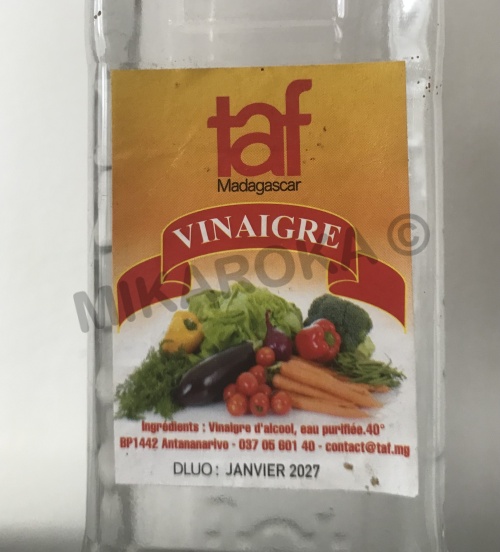 taf
Madagascar
VINAIGRE
MIKAROKA ©
Ingrédients : Vinaigre d'alcool, eau purifiée.40°
BP1442 Antananarivo - 037 05 601 40 - contact@taf.mg
DLUO : JANVIER 2027